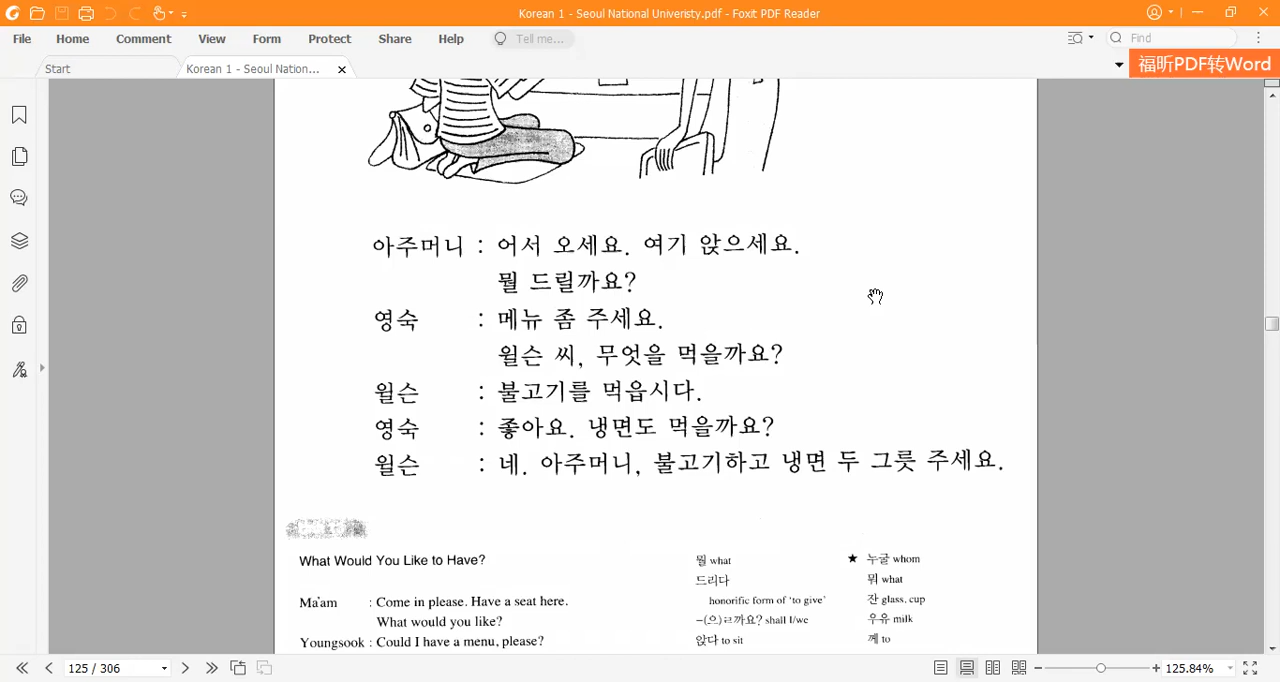 Korean 1 - Seoul National Univeristy.pdf - Foxit PDF Reader
File Home Comment View Form Protect Share Help Tell me... Find
Start Korean 1 - Seoul Nation... 福昕PDF转Word
아주머니 : 어서 오세요. 여기 앉으세요.
뭘 드릴까요?
영숙 : 메뉴 좀 주세요.
윌슨 씨, 무엇을 먹을까요?
윌슨 : 불고기를 먹읍시다.
영숙 : 좋아요. 냉면도 먹을까요?
윌슨 : 네. 아주머니, 불고기하고 냉면 두 그릇 주세요.
What Would You Like to Have?
Ma'am : Come in please. Have a seat here.
What would you like?
Youngsook : Could I have a menu, please?
뭘 what
드리다
honorific form of 'to give'
-(으)ㄹ까요? shall I/we
앉다 to sit
★ 누굴 whom
뭐 what
잔 glass, cup
우유 milk
께 to
125 / 306 125.84%